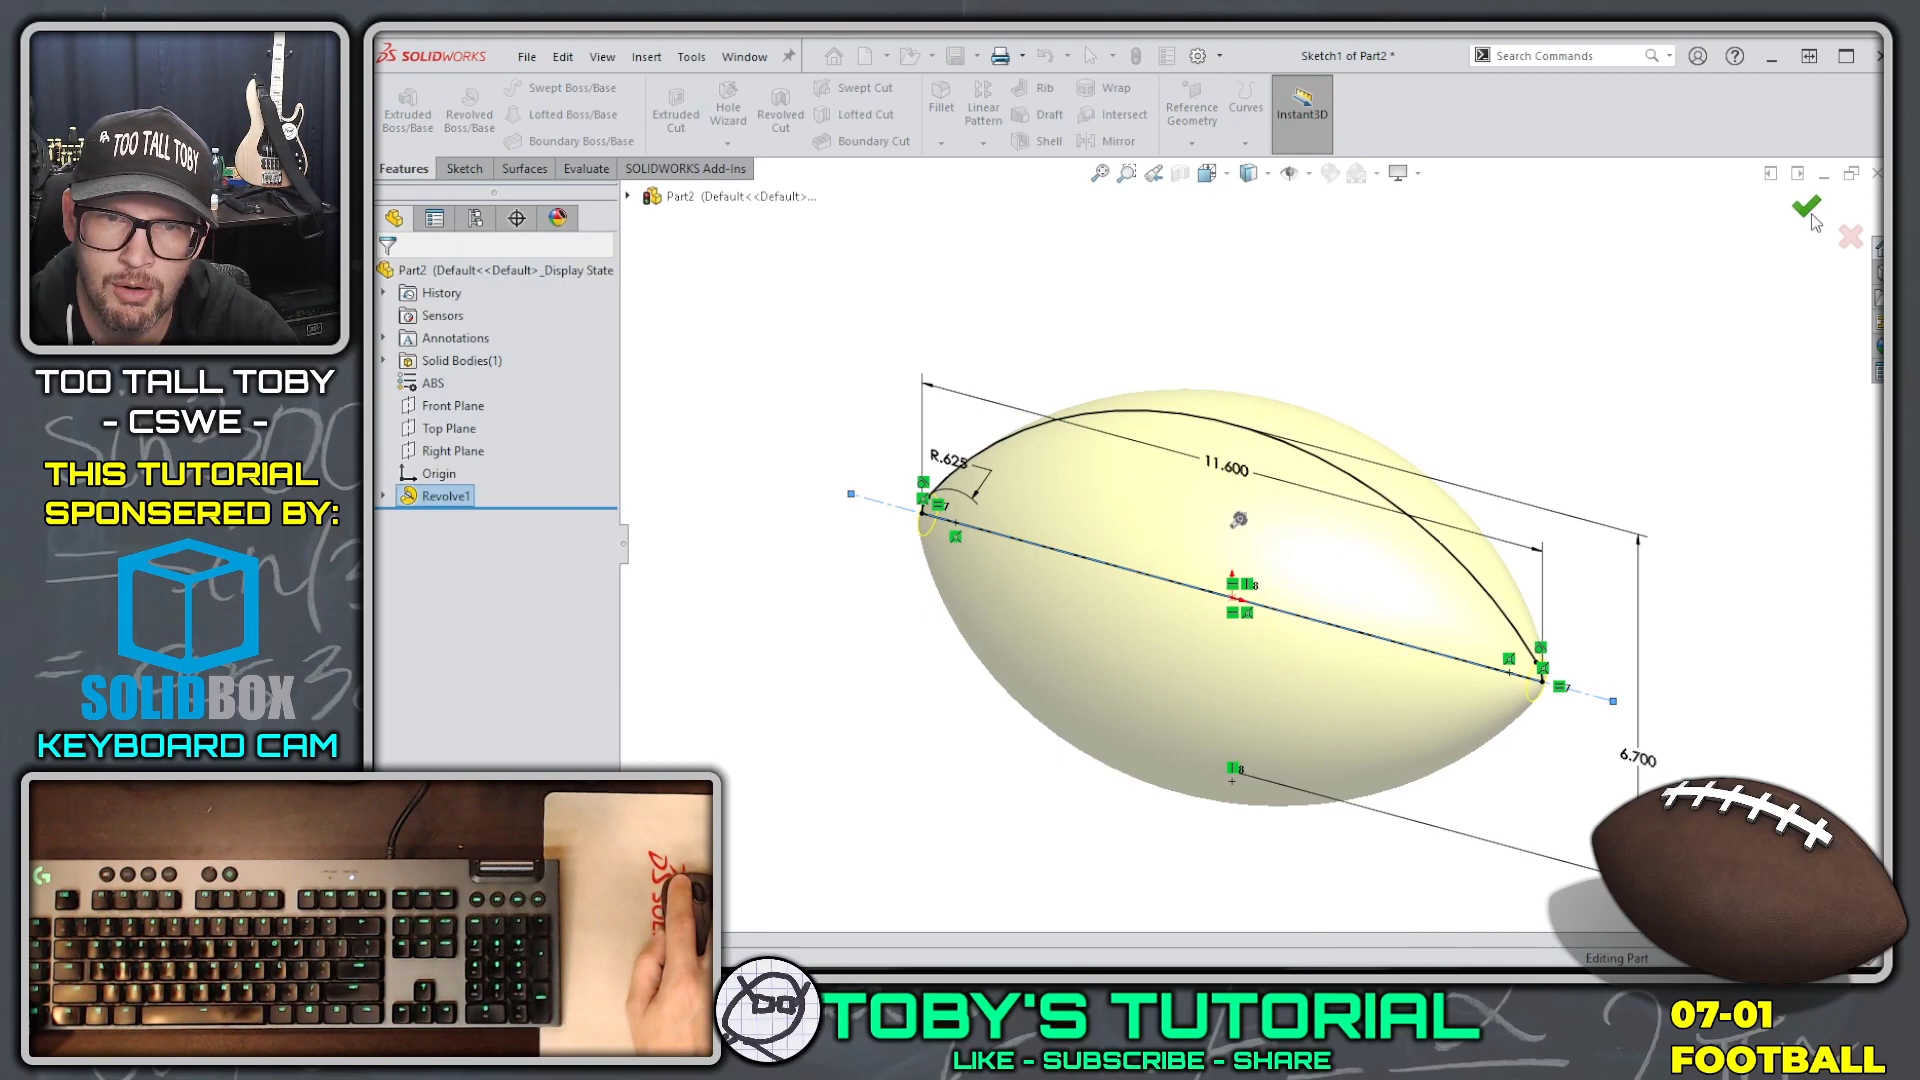 TOO TALL TOBY
TOO TALL TOBY
- CSWE -
THIS TUTORIAL
SPONSERED BY:
SOLIDBOX
KEYBOARD CAM
SOLIDWORKS
File Edit View Insert Tools Window
Sketch1 of Part2 *
Search Commands
Extruded Boss/Base
Revolved Boss/Base
Swept Boss/Base
Lofted Boss/Base
Boundary Boss/Base
Extruded Cut
Hole Wizard
Revolved Cut
Swept Cut
Lofted Cut
Boundary Cut
Fillet
Linear Pattern
Rib
Draft
Shell
Wrap
Intersect
Mirror
Reference Geometry
Curves
Instant3D
Features Sketch Surfaces Evaluate SOLIDWORKS Add-Ins
Part2 (Default<<Default>...
Part2 (Default<<Default>_Display State
History
Sensors
Annotations
Solid Bodies(1)
ABS
Front Plane
Top Plane
Right Plane
Origin
Revolve1
R.625
11.600
6.700
7
8
8
7
Editing Part
TOBY'S TUTORIAL
LIKE - SUBSCRIBE - SHARE
07-01
FOOTBALL